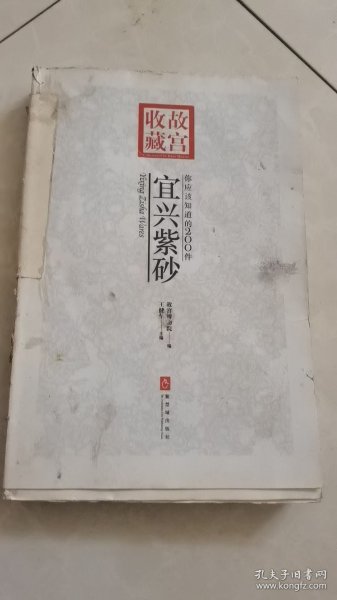 故宫
收藏
你应该知道的200件
宜兴紫砂
Yixing Zisha Wares
故宫博物院 编
王健华 主编
紫禁城出版社
孔夫子旧书网